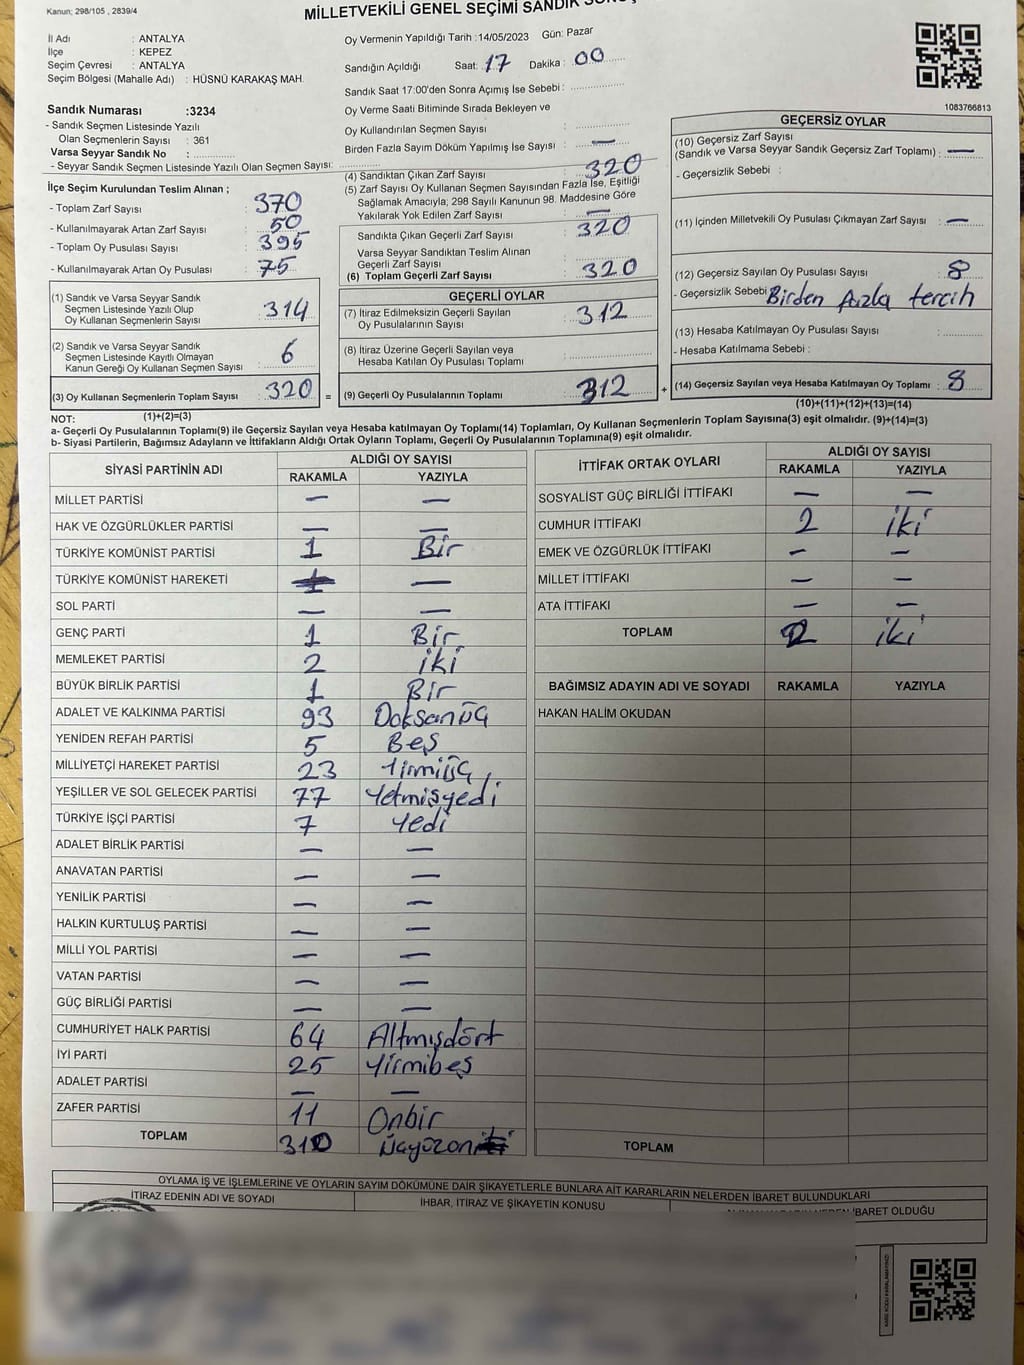 Kanun; 298/105 , 2839/4
MİLLETVEKİLİ GENEL SEÇİMİ SANDIK
İl Adı : ANTALYA
İlçe : KEPEZ
Seçim Çevresi : ANTALYA
Seçim Bölgesi (Mahalle Adı) : HÜSNÜ KARAKAŞ MAH.
Sandık Numarası :3234
- Sandık Seçmen Listesinde Yazılı
Olan Seçmenlerin Sayısı : 361
Varsa Seyyar Sandık No :
- Seyyar Sandık Seçmen Listesinde Yazılı Olan Seçmen Sayısı:
İlçe Seçim Kurulundan Teslim Alınan ;
- Toplam Zarf Sayısı : 370
- Kullanılmayarak Artan Zarf Sayısı : 50
- Toplam Oy Pusulası Sayısı : 395
- Kullanılmayarak Artan Oy Pusulası : 75
(1) Sandık ve Varsa Seyyar Sandık
Seçmen Listesinde Yazılı Olup
Oy Kullanan Seçmenlerin Sayısı : 314
(2) Sandık ve Varsa Seyyar Sandık
Seçmen Listesinde Kayıtlı Olmayan
Kanun Gereği Oy Kullanan Seçmen Sayısı : 6
(3) Oy Kullanan Seçmenlerin Toplam Sayısı : 320 =
(1)+(2)=(3)
Oy Vermenin Yapıldığı Tarih :14/05/2023 Gün: Pazar
Sandığın Açıldığı Saat: 17 Dakika : 00
Sandık Saat 17:00'den Sonra Açımış İse Sebebi :
Oy Verme Saati Bitiminde Sırada Bekleyen ve
Oy Kullandırılan Seçmen Sayısı :
Birden Fazla Sayım Döküm Yapılmış İse Sayısı : —
(4) Sandıktan Çıkan Zarf Sayısı : 320
(5) Zarf Sayısı Oy Kullanan Seçmen Sayısından Fazla İse, Eşitliği
Sağlamak Amacıyla, 298 Sayılı Kanunun 98. Maddesine Göre
Yakılarak Yok Edilen Zarf Sayısı : —
Sandıkta Çıkan Geçerli Zarf Sayısı : 320
Varsa Seyyar Sandıktan Teslim Alınan
Geçerli Zarf Sayısı :
(6) Toplam Geçerli Zarf Sayısı : 320
GEÇERLİ OYLAR
(7) İtiraz Edilmeksizin Geçerli Sayılan
Oy Pusulalarının Sayısı : 312
(8) İtiraz Üzerine Geçerli Sayılan veya
Hesaba Katılan Oy Pusulası Toplamı :
(9) Geçerli Oy Pusulalarının Toplamı : 312 +
1083766813
GEÇERSİZ OYLAR
(10) Geçersiz Zarf Sayısı
(Sandık ve Varsa Seyyar Sandık Geçersiz Zarf Toplamı) : —
- Geçersizlik Sebebi :
(11) İçinden Milletvekili Oy Pusulası Çıkmayan Zarf Sayısı : —
(12) Geçersiz Sayılan Oy Pusulası Sayısı : 8
- Geçersizlik Sebebi : Birden fazla tercih
(13) Hesaba Katılmayan Oy Pusulası Sayısı :
- Hesaba Katılmama Sebebi :
(14) Geçersiz Sayılan veya Hesaba Katılmayan Oy Toplamı : 8
(10)+(11)+(12)+(13)=(14)
NOT:
a- Geçerli Oy Pusulalarının Toplamı(9) ile Geçersiz Sayılan veya Hesaba katılmayan Oy Toplamı(14) Toplamları, Oy Kullanan Seçmenlerin Toplam Sayısına(3) eşit olmalıdır. (9)+(14)=(3)
b- Siyasi Partilerin, Bağımsız Adayların ve İttifakların Aldığı Ortak Oyların Toplamı, Geçerli Oy Pusulalarının Toplamına(9) eşit olmalıdır.
SİYASİ PARTİNİN ADI ALDIĞI OY SAYISI
RAKAMLA YAZIYLA
MİLLET PARTİSİ — —
HAK VE ÖZGÜRLÜKLER PARTİSİ — —
TÜRKİYE KOMÜNİST PARTİSİ 1 Bir
TÜRKİYE KOMÜNİST HAREKETİ —
SOL PARTİ — —
GENÇ PARTİ 1 Bir
MEMLEKET PARTİSİ 2 iki
BÜYÜK BİRLİK PARTİSİ 1 Bir
ADALET VE KALKINMA PARTİSİ 93 Doksanüç
YENİDEN REFAH PARTİSİ 5 Beş
MİLLİYETÇİ HAREKET PARTİSİ 23 Yirmiüç
YEŞİLLER VE SOL GELECEK PARTİSİ 77 Yetmişyedi
TÜRKİYE İŞÇİ PARTİSİ 7 Yedi
ADALET BİRLİK PARTİSİ — —
ANAVATAN PARTİSİ — —
YENİLİK PARTİSİ — —
HALKIN KURTULUŞ PARTİSİ — —
MİLLİ YOL PARTİSİ — —
VATAN PARTİSİ — —
GÜÇ BİRLİĞİ PARTİSİ — —
CUMHURİYET HALK PARTİSİ 64 Altmışdört
İYİ PARTİ 25 Yirmibeş
ADALET PARTİSİ — —
ZAFER PARTİSİ 11 Onbir
TOPLAM 310 Üçyüzon
İTTİFAK ORTAK OYLARI ALDIĞI OY SAYISI
RAKAMLA YAZIYLA
SOSYALİST GÜÇ BİRLİĞİ İTTİFAKI — —
CUMHUR İTTİFAKI 2 iki
EMEK VE ÖZGÜRLÜK İTTİFAKI — —
MİLLET İTTİFAKI — —
ATA İTTİFAKI — —
TOPLAM 2 iki
BAĞIMSIZ ADAYIN ADI VE SOYADI RAKAMLA YAZIYLA
HAKAN HALİM OKUDAN
TOPLAM
OYLAMA İŞ VE İŞLEMLERİNE VE OYLARIN SAYIM DÖKÜMÜNE DAİR ŞİKAYETLERLE BUNLARA AİT KARARLARIN NELERDEN İBARET BULUNDUKLARI
İTİRAZ EDENİN ADI VE SOYADI İHBAR, İTİRAZ VE ŞİKAYETİN KONUSU İBARET OLDUĞU